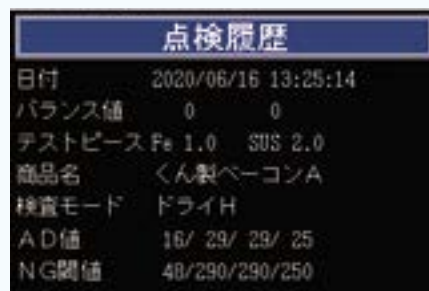 点検履歴
日付 2020/06/16 13:25:14
バランス値 0 0
テストピース Fe 1.0 SUS 2.0
商品名 くん製ベーコンA
検査モード ドライH
AD値 16/ 29/ 29/ 25
NG閾値 48/290/290/250